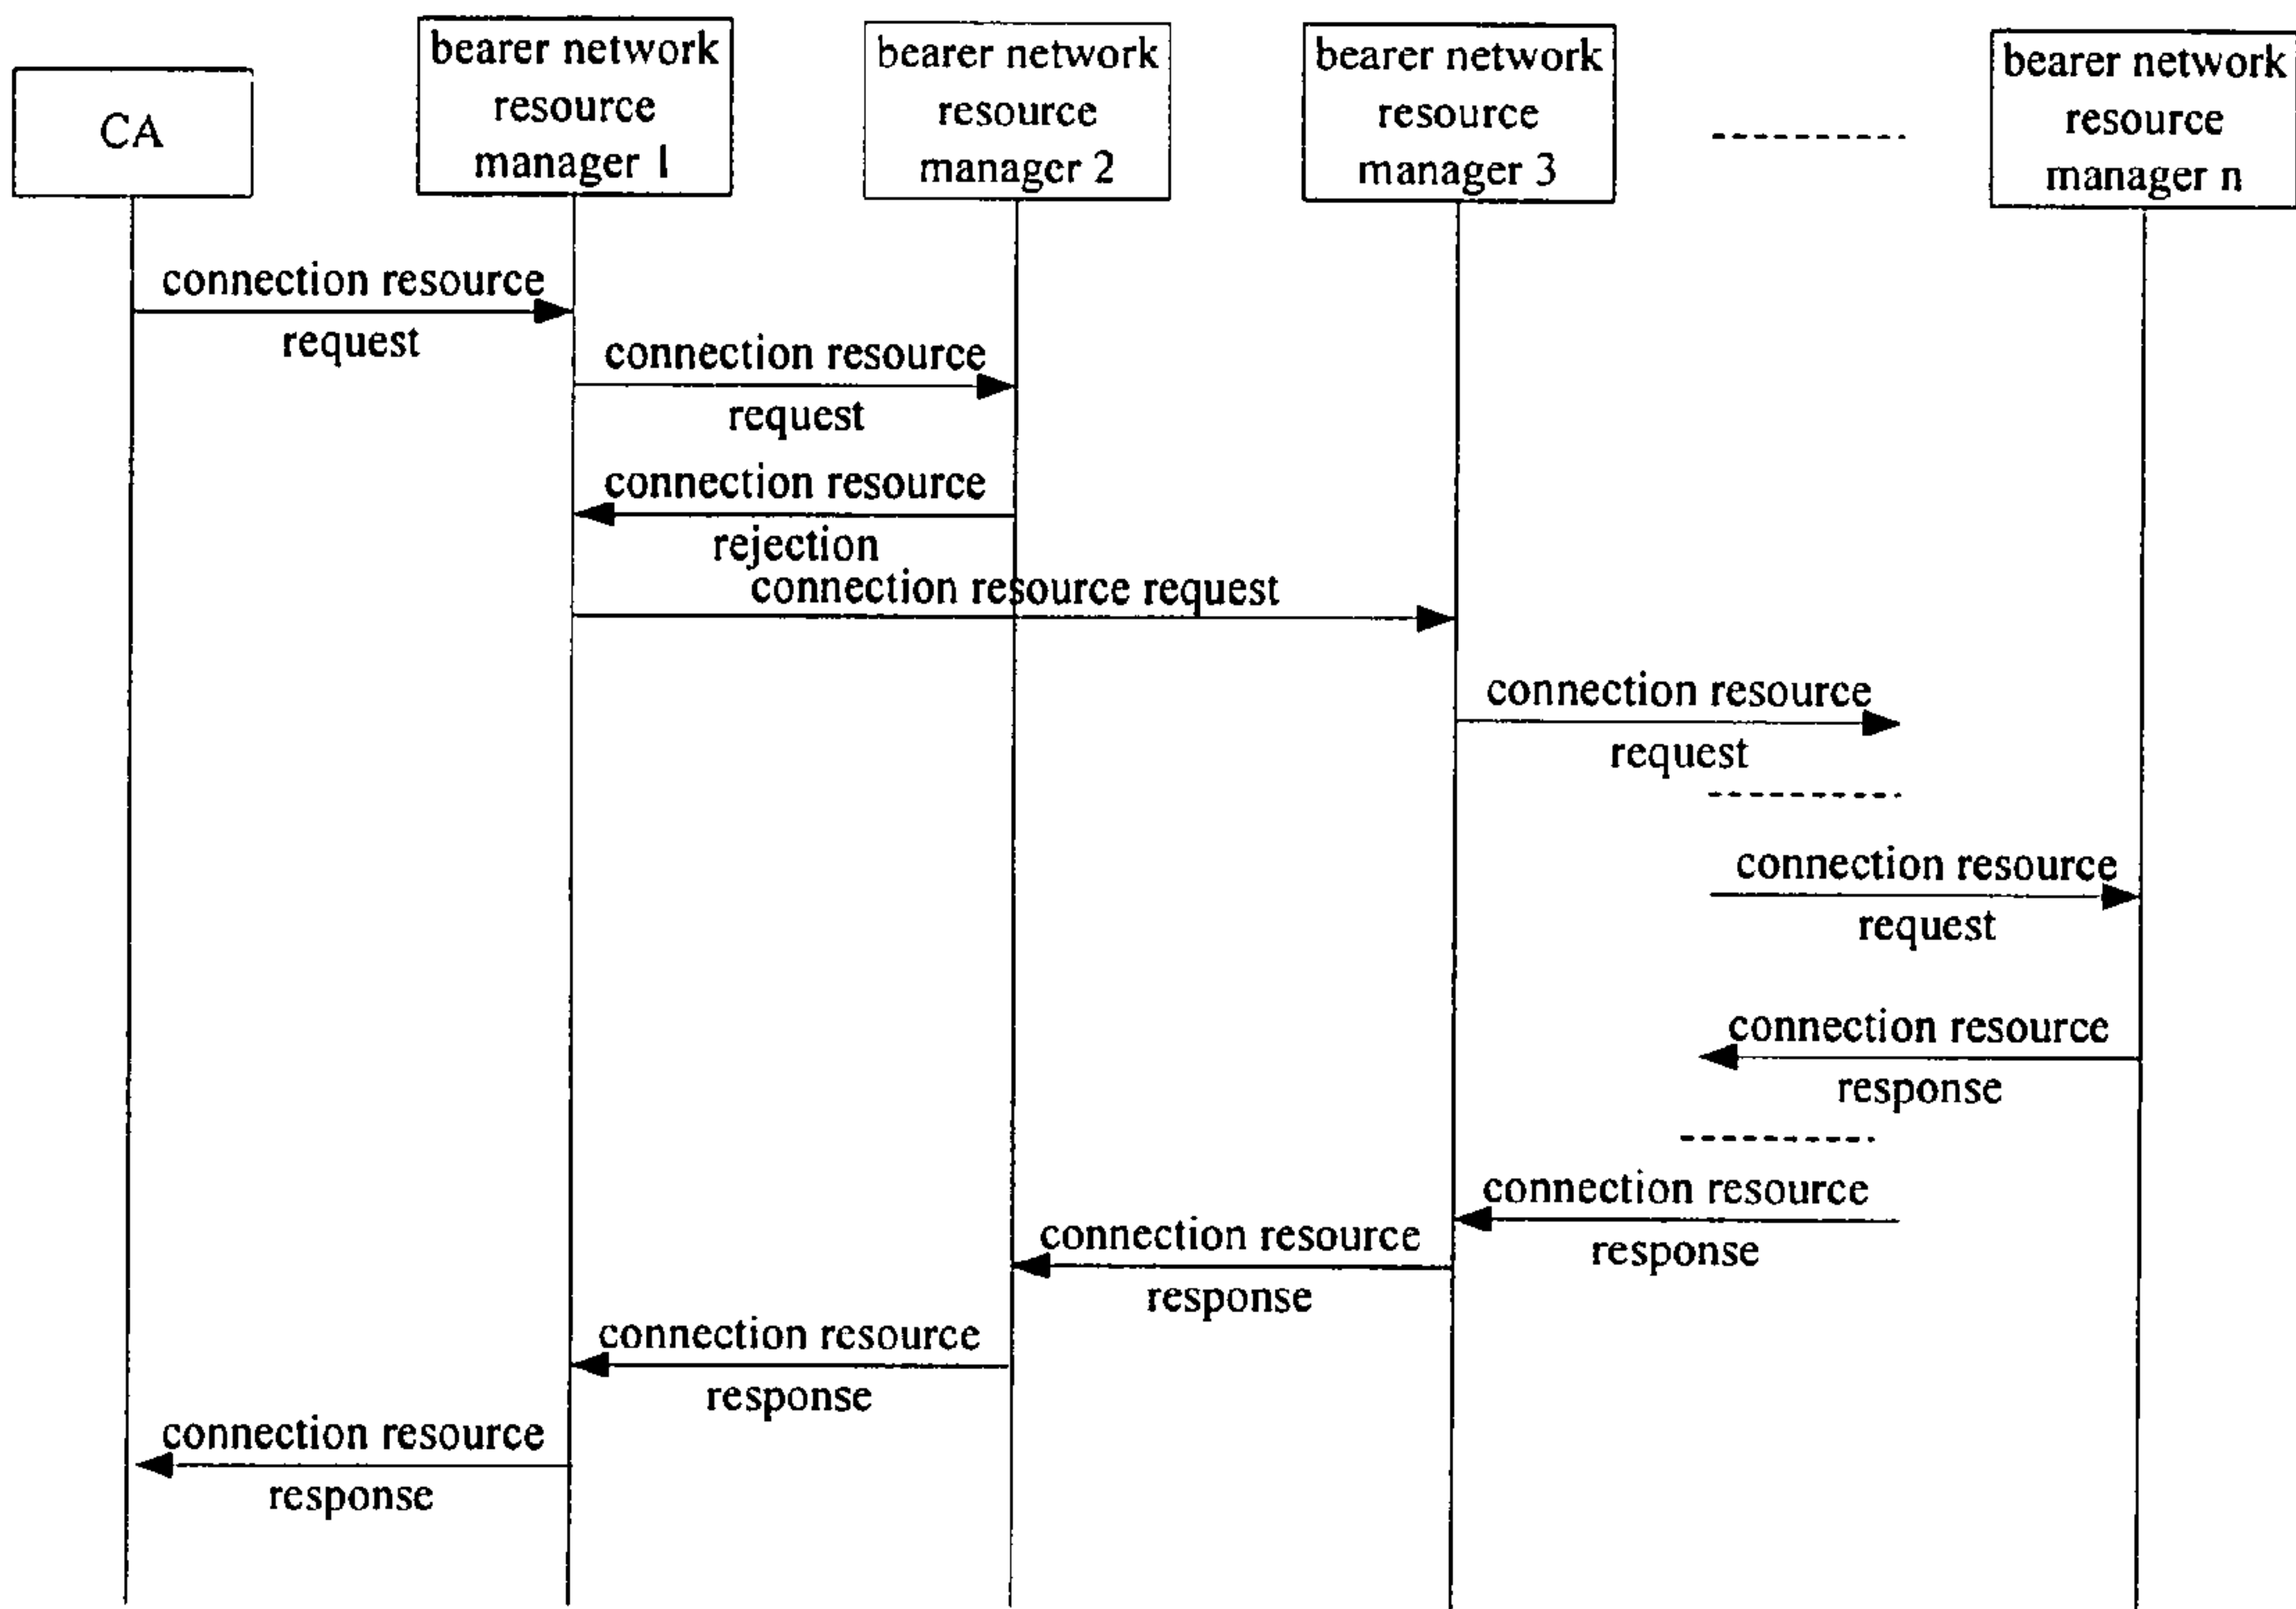 CA
bearer network
resource
manager 1
bearer network
resource
manager 2
bearer network
resource
manager 3
bearer network
resource
manager n
connection resource
request
connection resource
request
connection resource
rejection
connection resource request
connection resource
request
connection resource
request
connection resource
response
connection resource
response
connection resource
response
connection resource
response
connection resource
response